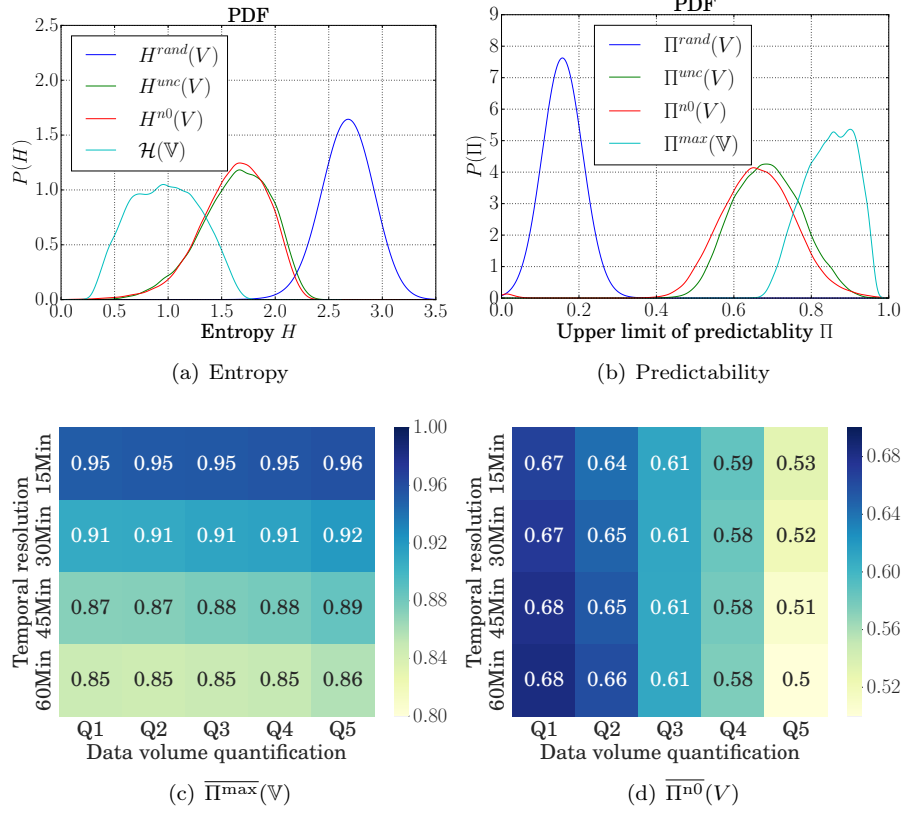 PDF
2.5
2.0
1.5
1.0
0.5
0.0
P(H)
H^{rand}(V)
H^{unc}(V)
H^{n0}(V)
ℋ(𝕍)
0.0 0.5 1.0 1.5 2.0 2.5 3.0 3.5
Entropy H
(a) Entropy
PDF
9
8
7
6
5
4
3
2
1
0
P(Π)
Π^{rand}(V)
Π^{unc}(V)
Π^{n0}(V)
Π^{max}(𝕍)
0.0 0.2 0.4 0.6 0.8 1.0
Upper limit of predictablity Π
(b) Predictability
Temporal resolution
15Min 0.95 0.95 0.95 0.95 0.96
30Min 0.91 0.91 0.91 0.91 0.92
45Min 0.87 0.87 0.88 0.88 0.89
60Min 0.85 0.85 0.85 0.85 0.86
Q1 Q2 Q3 Q4 Q5
Data volume quantification
1.00
0.96
0.92
0.88
0.84
0.80
(c) \overline{Π^{max}}(𝕍)
Temporal resolution
15Min 0.67 0.64 0.61 0.59 0.53
30Min 0.67 0.65 0.61 0.58 0.52
45Min 0.68 0.65 0.61 0.58 0.51
60Min 0.68 0.66 0.61 0.58 0.5
Q1 Q2 Q3 Q4 Q5
Data volume quantification
0.68
0.64
0.60
0.56
0.52
(d) \overline{Π^{n0}}(V)